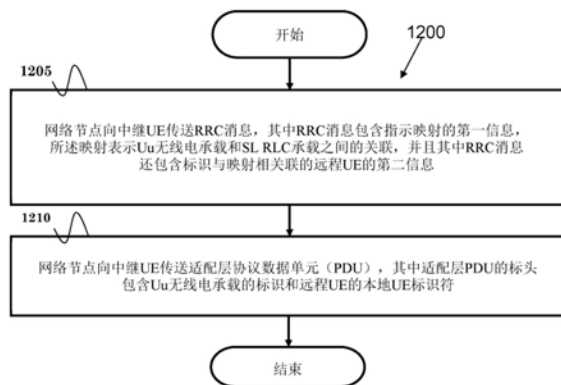 开始
1200
1205
网络节点向中继UE传送RRC消息，其中RRC消息包含指示映射的第一信息，
所述映射表示Uu无线电承载和SL RLC承载之间的关联，并且其中RRC消息
还包含标识与映射相关联的远程UE的第二信息
1210
网络节点向中继UE传送适配层协议数据单元（PDU），其中适配层PDU的标头
包含Uu无线电承载的标识和远程UE的本地UE标识符
结束